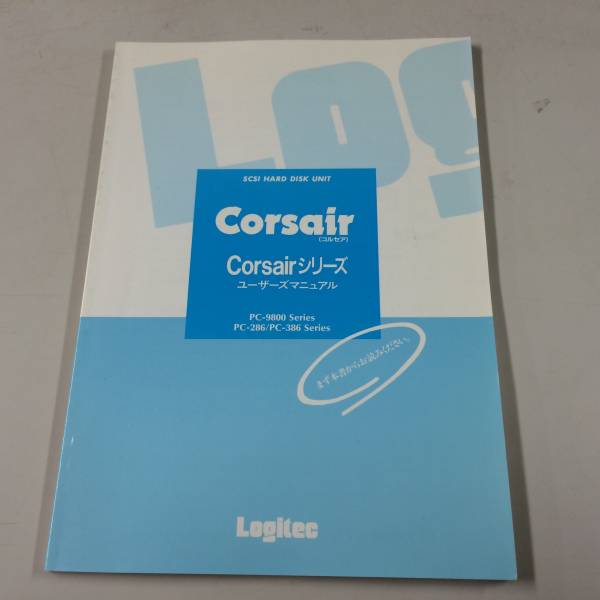 Log
SCSI HARD DISK UNIT
Corsair
(コルセア)
Corsairシリーズ
ユーザーズマニュアル
PC-9800 Series
PC-286/PC-386 Series
まず本書からお読みください。
Logitec